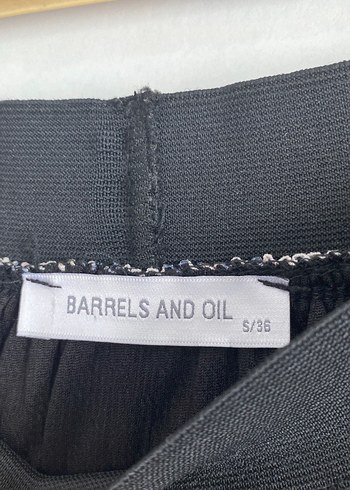 BARRELS AND OIL
S/36